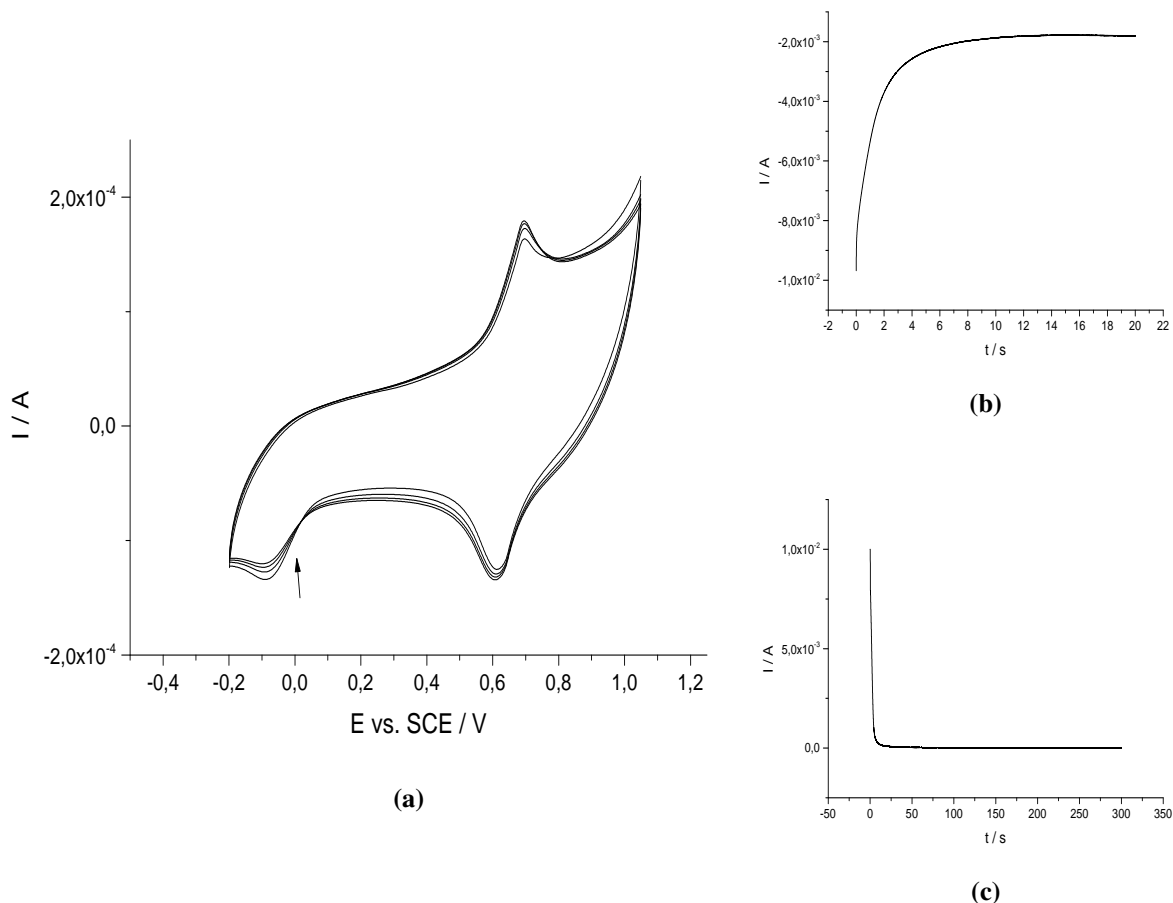 I / A
2,0x10-4
0,0
-2,0x10-4
-0,4 -0,2 0,0 0,2 0,4 0,6 0,8 1,0 1,2
E vs. SCE / V
(a)
I / A
-2,0x10-3
-4,0x10-3
-6,0x10-3
-8,0x10-3
-1,0x10-2
-2 0 2 4 6 8 10 12 14 16 18 20 22
t / s
(b)
I / A
1,0x10-2
5,0x10-3
0,0
-50 0 50 100 150 200 250 300 350
t / s
(c)